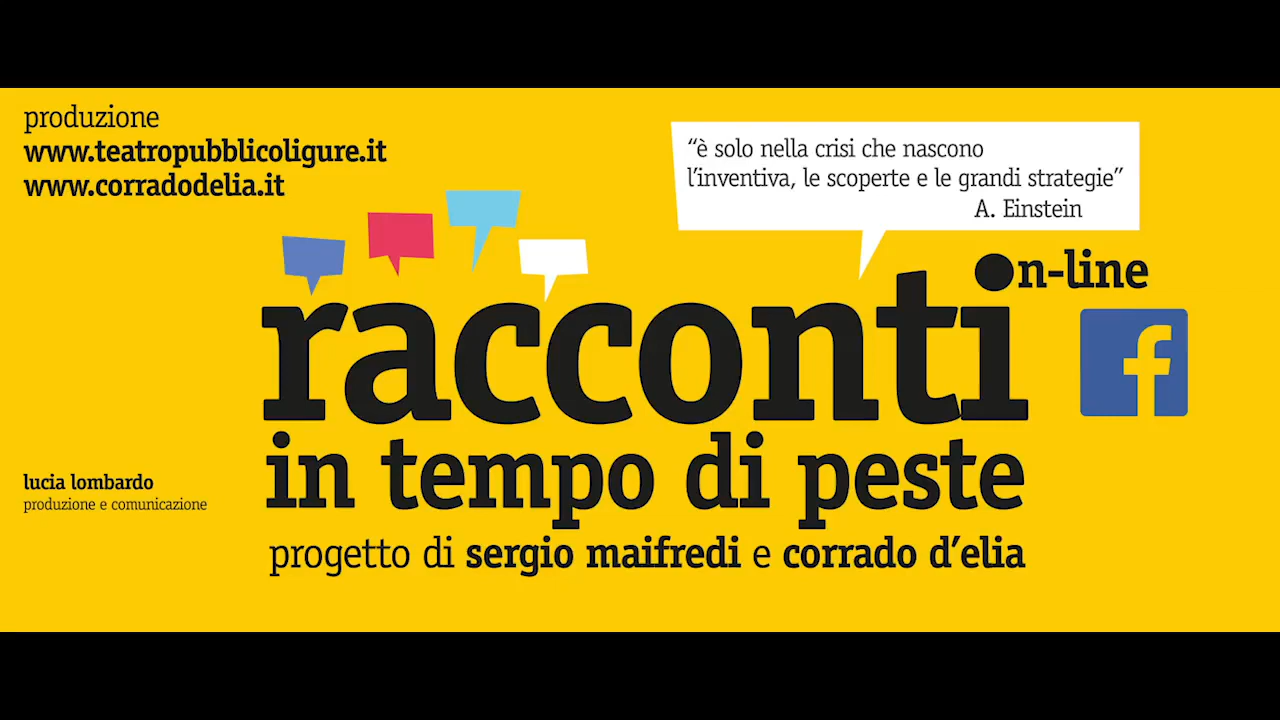 produzione
www.teatropubblicoligure.it
www.corradodelia.it
“è solo nella crisi che nascono
l’inventiva, le scoperte e le grandi strategie”
A. Einstein
on-line
racconti
f
in tempo di peste
lucia lombardo
produzione e comunicazione
progetto di sergio maifredi e corrado d’elia